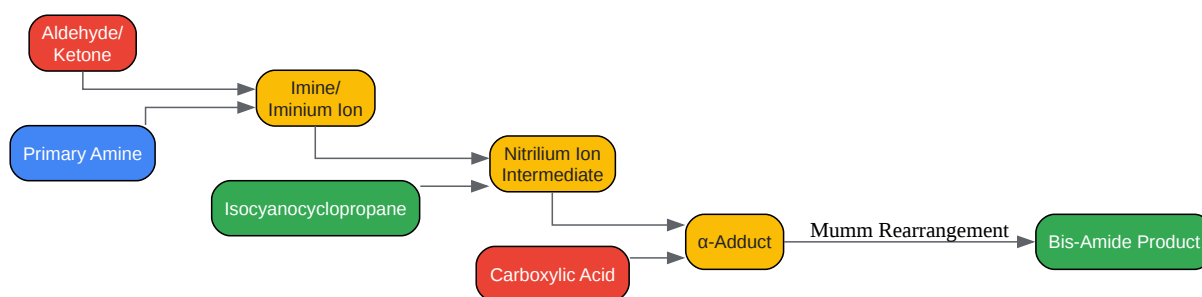 Aldehyde/
Ketone
Primary Amine
Imine/
Iminium Ion
Isocyanocyclopropane
Nitrilium Ion
Intermediate
Carboxylic Acid
α-Adduct
Mumm Rearrangement
Bis-Amide Product